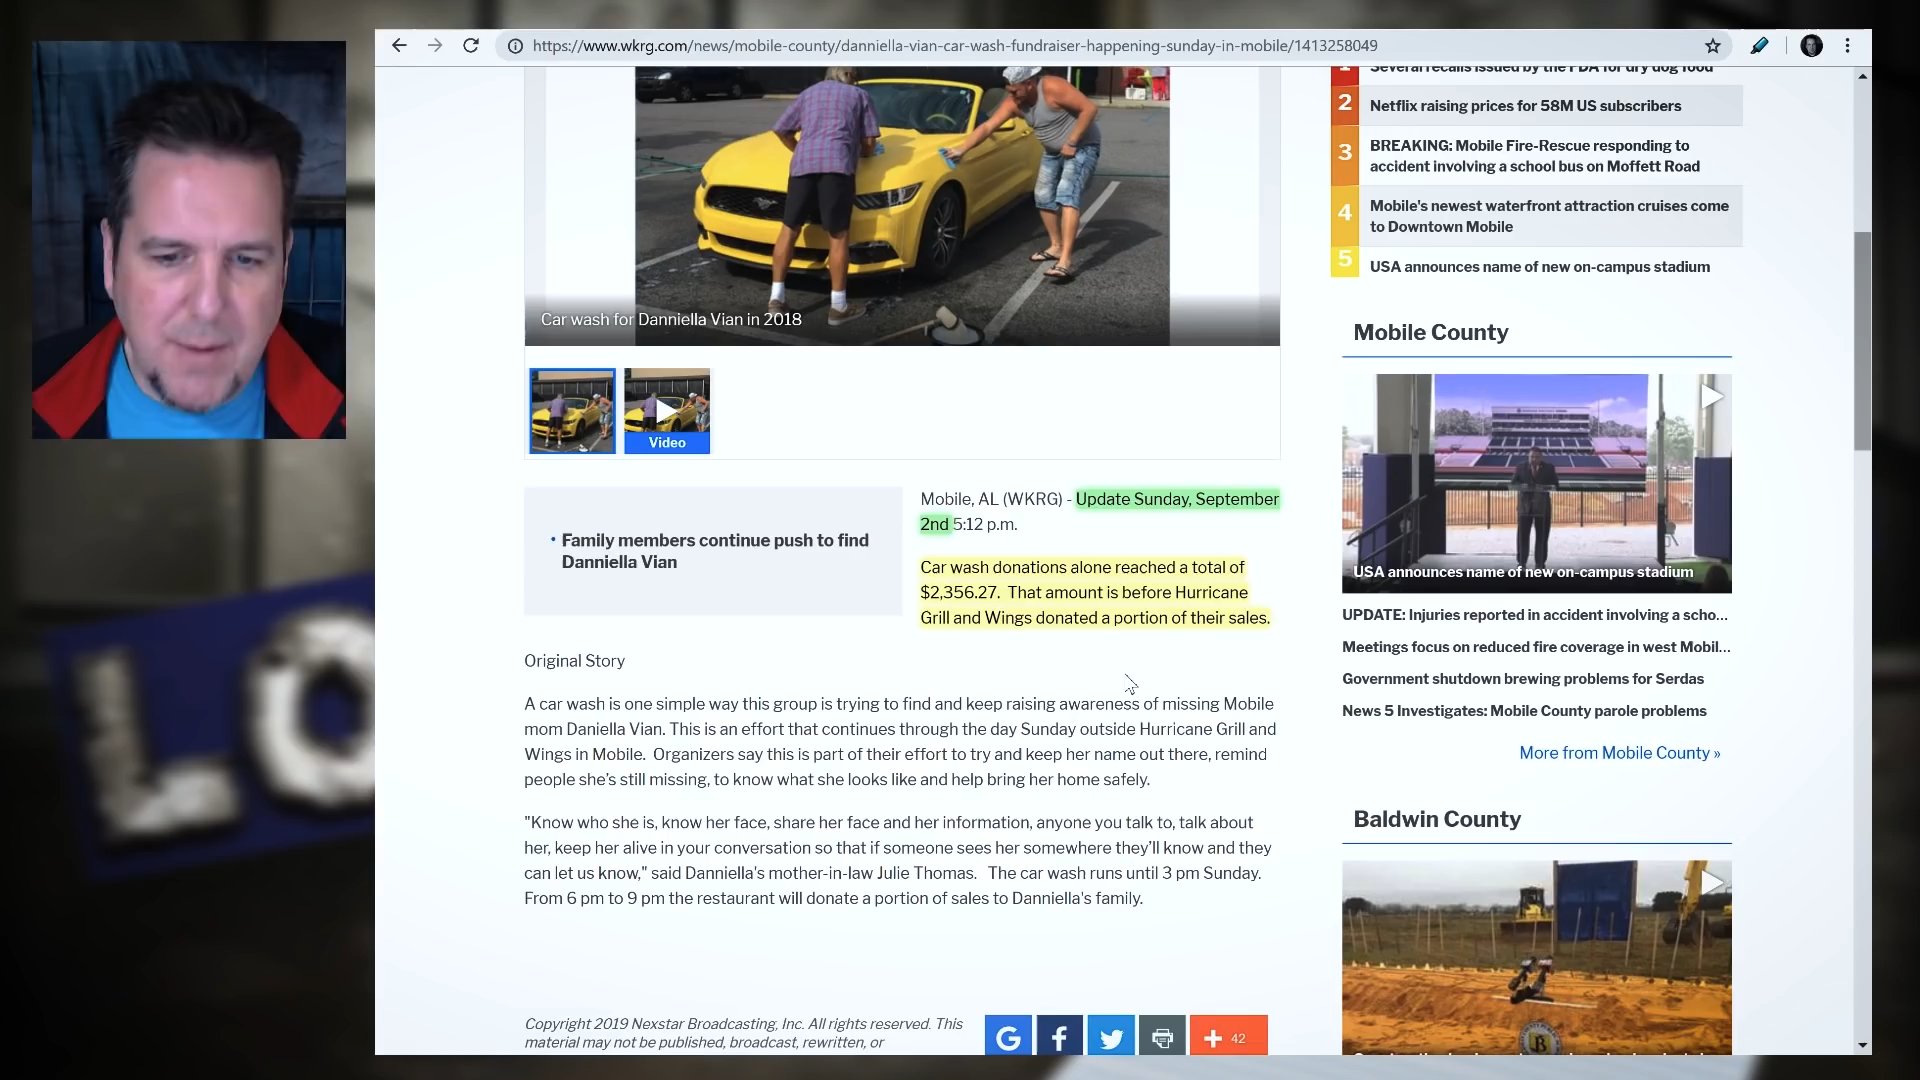 https://www.wkrg.com/news/mobile-county/danniella-vian-car-wash-fundraiser-happening-sunday-in-mobile/1413258049
Car wash for Danniella Vian in 2018
Video
Family members continue push to find
Danniella Vian
Mobile, AL (WKRG) - Update Sunday, September
2nd 5:12 p.m.
Car wash donations alone reached a total of
$2,356.27. That amount is before Hurricane
Grill and Wings donated a portion of their sales.
Original Story
A car wash is one simple way this group is trying to find and keep raising awareness of missing Mobile
mom Daniella Vian. This is an effort that continues through the day Sunday outside Hurricane Grill and
Wings in Mobile. Organizers say this is part of their effort to try and keep her name out there, remind
people she's still missing, to know what she looks like and help bring her home safely.
"Know who she is, know her face, share her face and her information, anyone you talk to, talk about
her, keep her alive in your conversation so that if someone sees her somewhere they'll know and they
can let us know," said Danniella's mother-in-law Julie Thomas. The car wash runs until 3 pm Sunday.
From 6 pm to 9 pm the restaurant will donate a portion of sales to Danniella's family.
Copyright 2019 Nexstar Broadcasting, Inc. All rights reserved. This
material may not be published, broadcast, rewritten, or
G f + 42
1 Several recalls issued by the FDA for dry dog food
2 Netflix raising prices for 58M US subscribers
3 BREAKING: Mobile Fire-Rescue responding to
accident involving a school bus on Moffett Road
4 Mobile's newest waterfront attraction cruises come
to Downtown Mobile
5 USA announces name of new on-campus stadium
Mobile County
USA announces name of new on-campus stadium
UPDATE: Injuries reported in accident involving a scho...
Meetings focus on reduced fire coverage in west Mobil...
Government shutdown brewing problems for Serdas
News 5 Investigates: Mobile County parole problems
More from Mobile County »
Baldwin County
B
LO